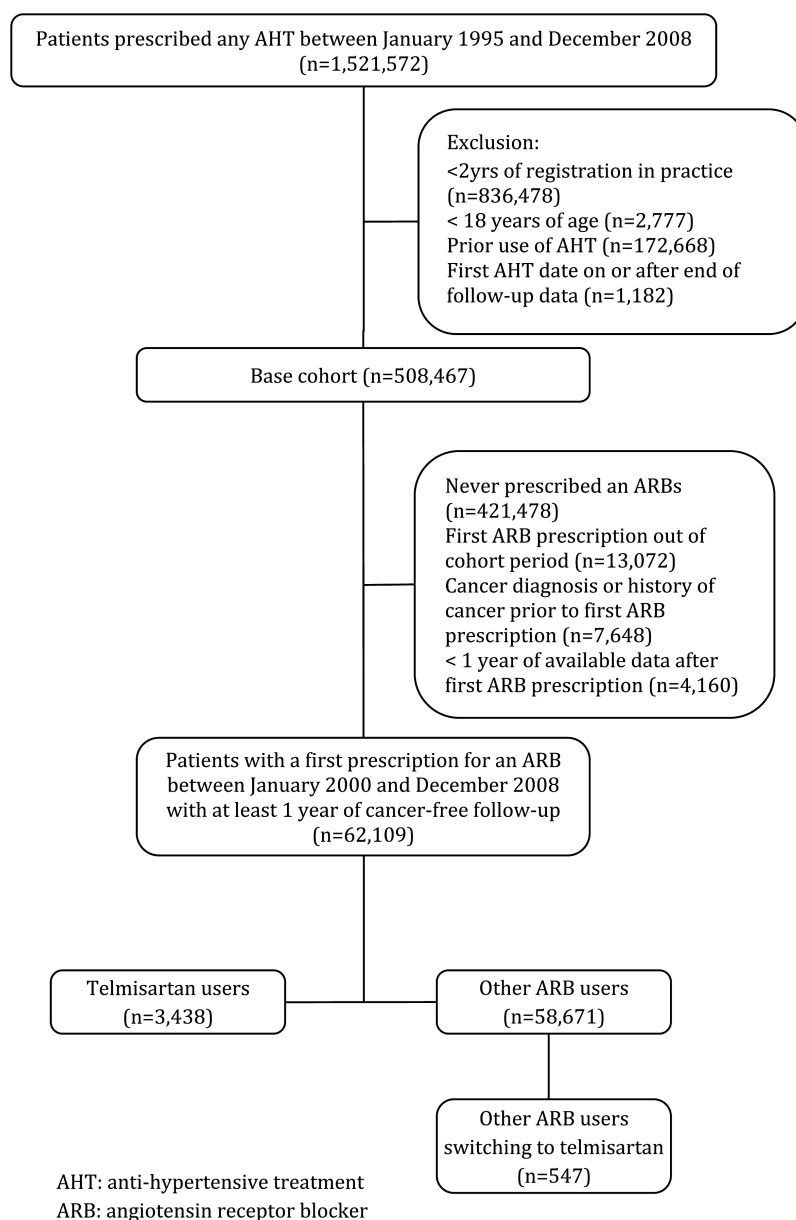 Patients prescribed any AHT between January 1995 and December 2008
(n=1,521,572)
Exclusion:
<2yrs of registration in practice
(n=836,478)
< 18 years of age (n=2,777)
Prior use of AHT (n=172,668)
First AHT date on or after end of
follow-up data (n=1,182)
Base cohort (n=508,467)
Never prescribed an ARBs
(n=421,478)
First ARB prescription out of
cohort period (n=13,072)
Cancer diagnosis or history of
cancer prior to first ARB
prescription (n=7,648)
< 1 year of available data after
first ARB prescription (n=4,160)
Patients with a first prescription for an ARB
between January 2000 and December 2008
with at least 1 year of cancer-free follow-up
(n=62,109)
Telmisartan users
(n=3,438)
Other ARB users
(n=58,671)
Other ARB users
switching to telmisartan
(n=547)
AHT: anti-hypertensive treatment
ARB: angiotensin receptor blocker